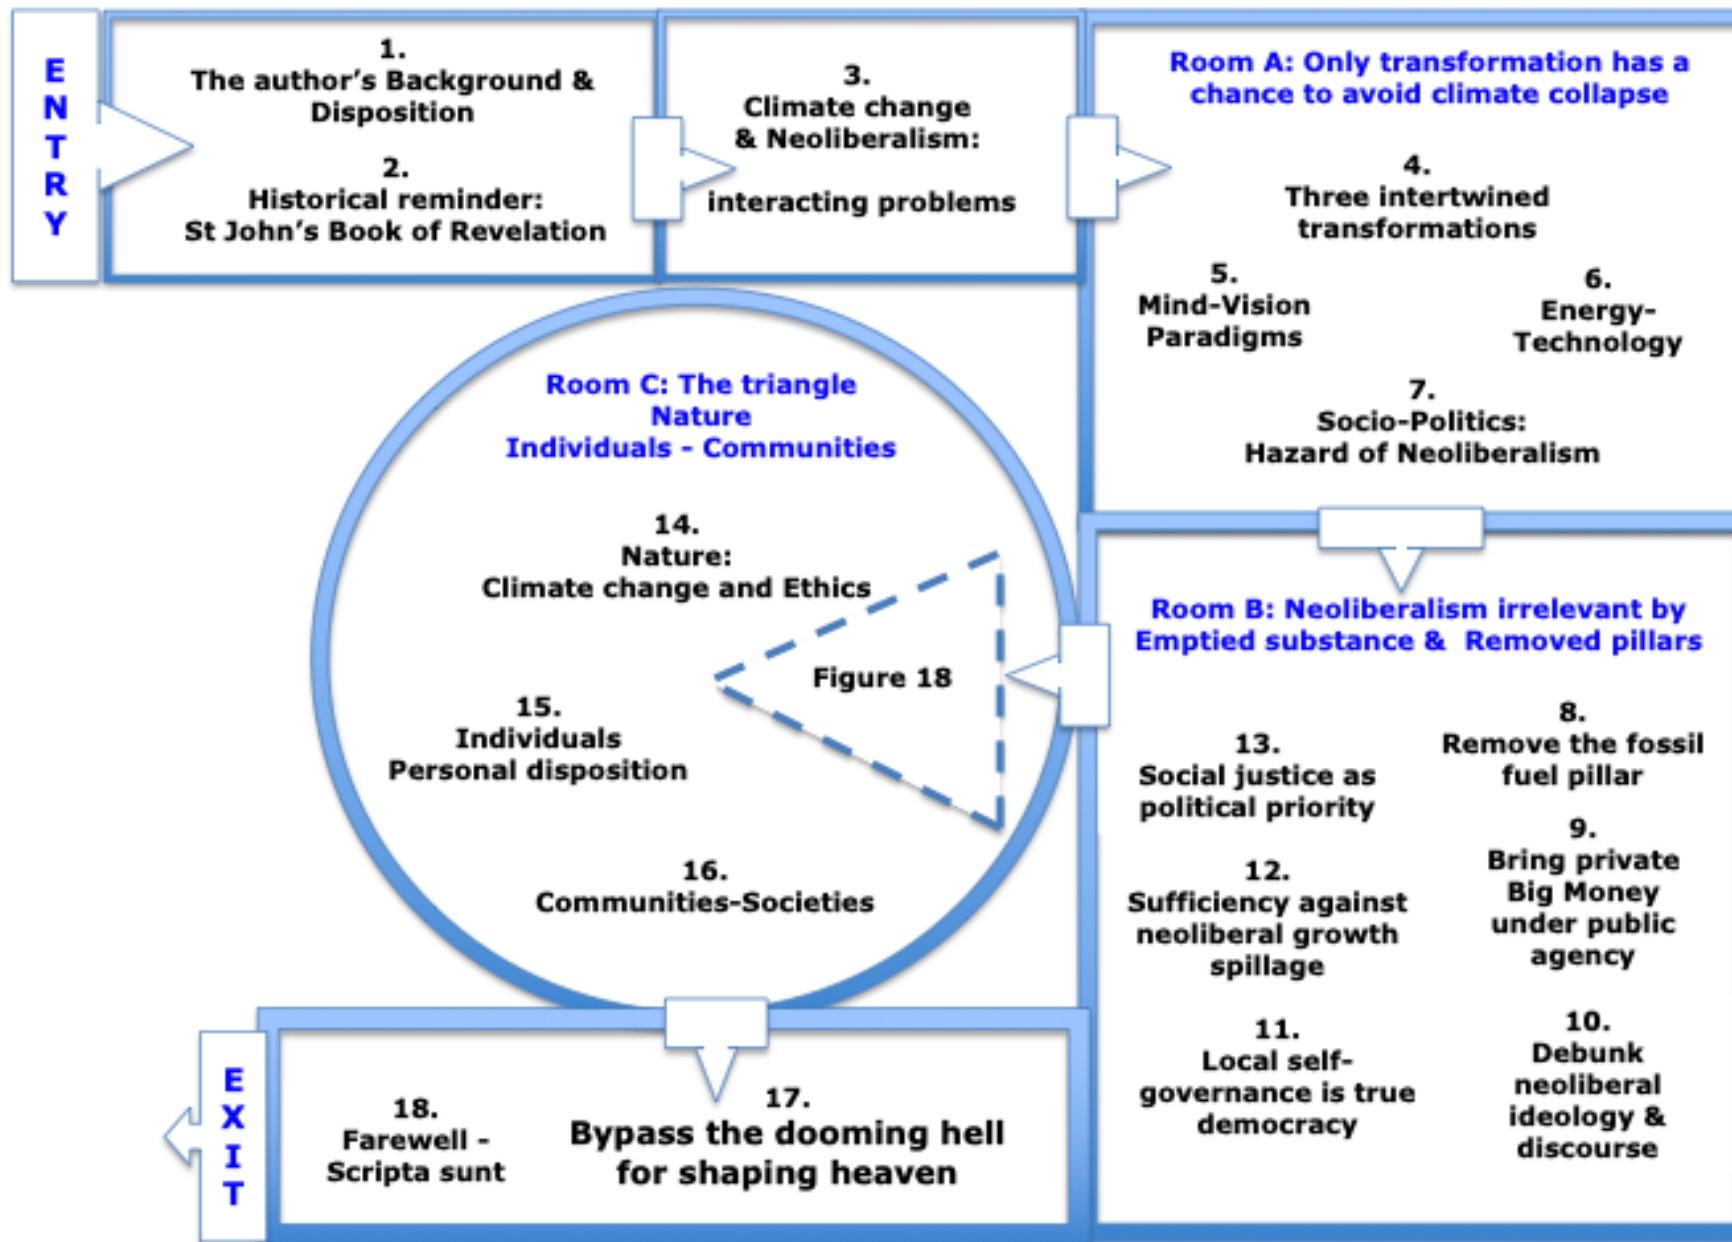 ENTRY
1.
The author's Background &
Disposition
2.
Historical reminder:
St John's Book of Revelation
3.
Climate change
& Neoliberalism:
interacting problems
Room A: Only transformation has a
chance to avoid climate collapse
4.
Three intertwined
transformations
5.
Mind-Vision
Paradigms
6.
Energy-
Technology
7.
Socio-Politics:
Hazard of Neoliberalism
Room B: Neoliberalism irrelevant by
Emptied substance & Removed pillars
8.
Remove the fossil
fuel pillar
9.
Bring private
Big Money
under public
agency
10.
Debunk
neoliberal
ideology &
discourse
11.
Local self-
governance is true
democracy
12.
Sufficiency against
neoliberal growth
spillage
13.
Social justice as
political priority
Room C: The triangle
Nature
Individuals - Communities
14.
Nature:
Climate change and Ethics
Figure 18
15.
Individuals
Personal disposition
16.
Communities-Societies
17.
Bypass the dooming hell
for shaping heaven
18.
Farewell -
Scripta sunt
EXIT